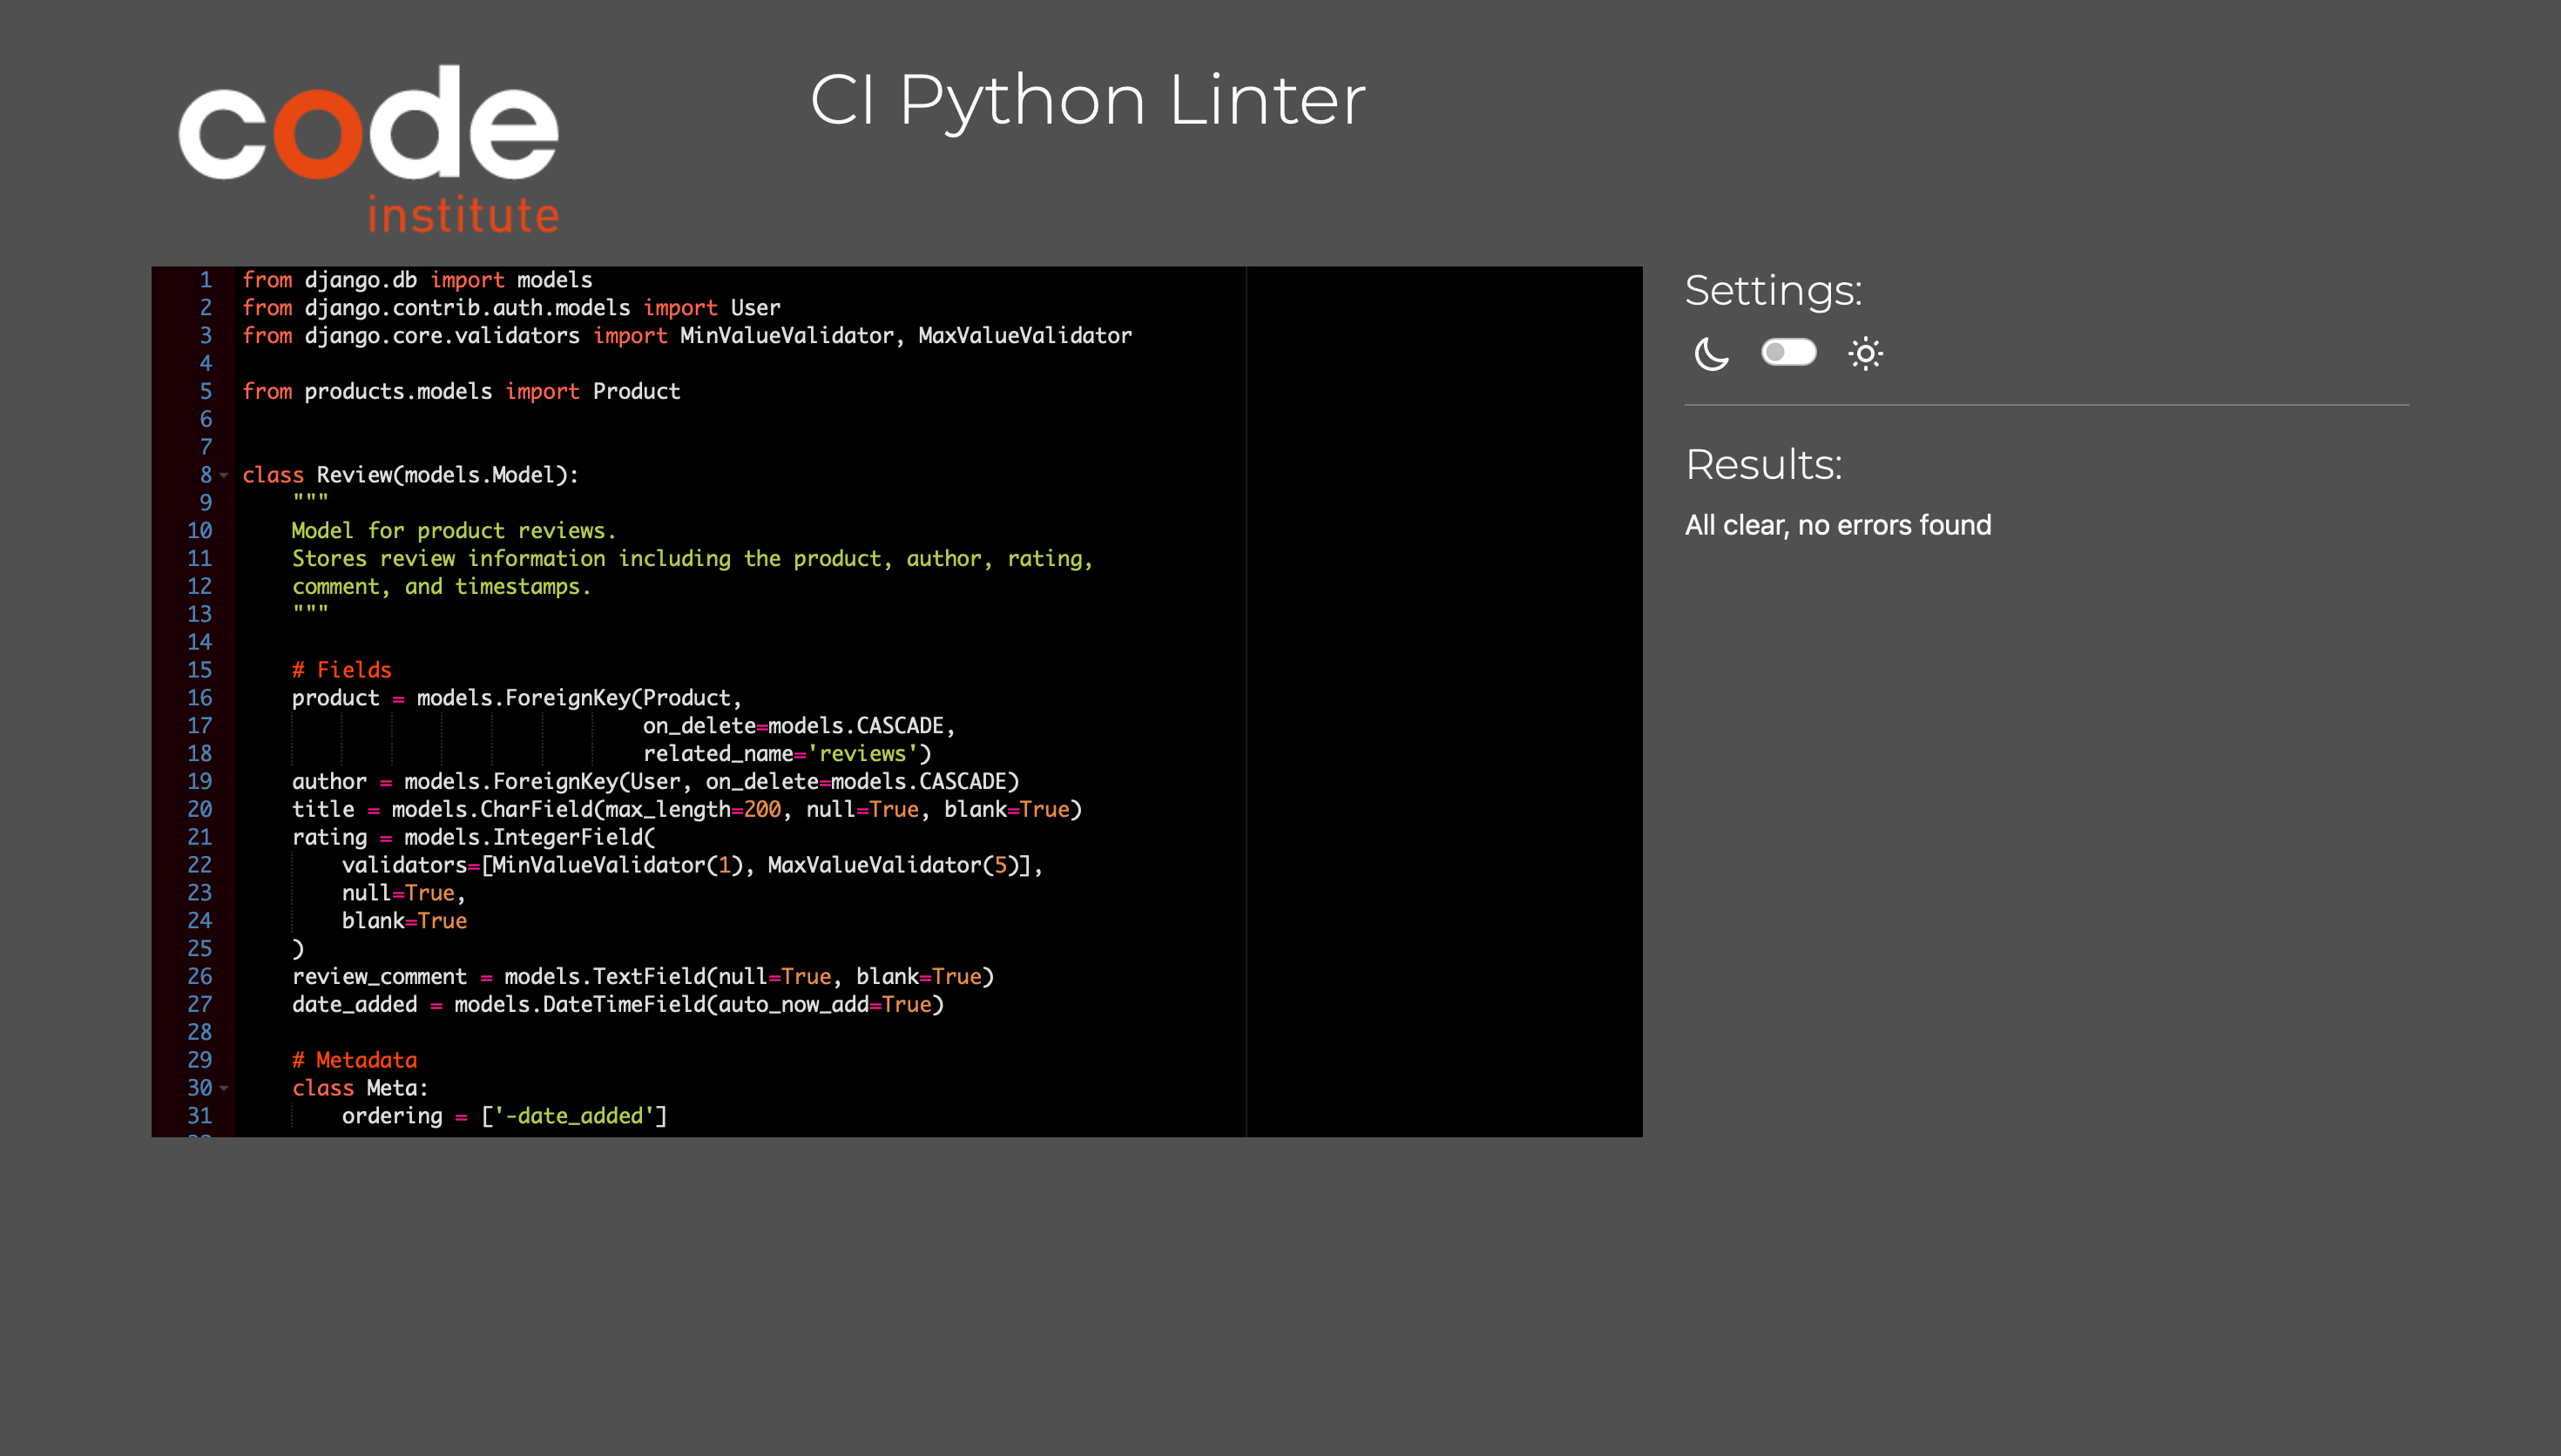 code
institute
CI Python Linter
1 from django.db import models
2 from django.contrib.auth.models import User
3 from django.core.validators import MinValueValidator, MaxValueValidator
4
5 from products.models import Product
6
7
8 class Review(models.Model):
9     """
10     Model for product reviews.
11     Stores review information including the product, author, rating,
12     comment, and timestamps.
13     """
14
15     # Fields
16     product = models.ForeignKey(Product,
17                                 on_delete=models.CASCADE,
18                                 related_name='reviews')
19     author = models.ForeignKey(User, on_delete=models.CASCADE)
20     title = models.CharField(max_length=200, null=True, blank=True)
21     rating = models.IntegerField(
22         validators=[MinValueValidator(1), MaxValueValidator(5)],
23         null=True,
24         blank=True
25     )
26     review_comment = models.TextField(null=True, blank=True)
27     date_added = models.DateTimeField(auto_now_add=True)
28
29     # Metadata
30     class Meta:
31         ordering = ['-date_added']
Settings:
Results:
All clear, no errors found